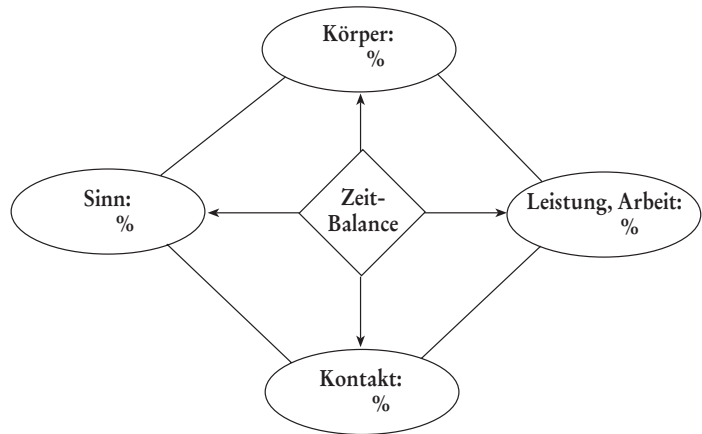 Körper:
%
Sinn:
%
Zeit-
Balance
Leistung, Arbeit:
%
Kontakt:
%